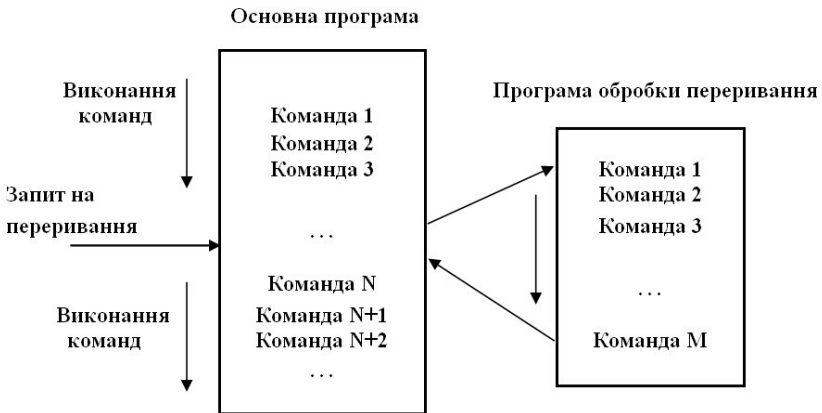 Основна програма
Виконання
команд
Запит на
переривання
Виконання
команд
Команда 1
Команда 2
Команда 3
...
Команда N
Команда N+1
Команда N+2
...
Програма обробки переривання
Команда 1
Команда 2
Команда 3
...
Команда M